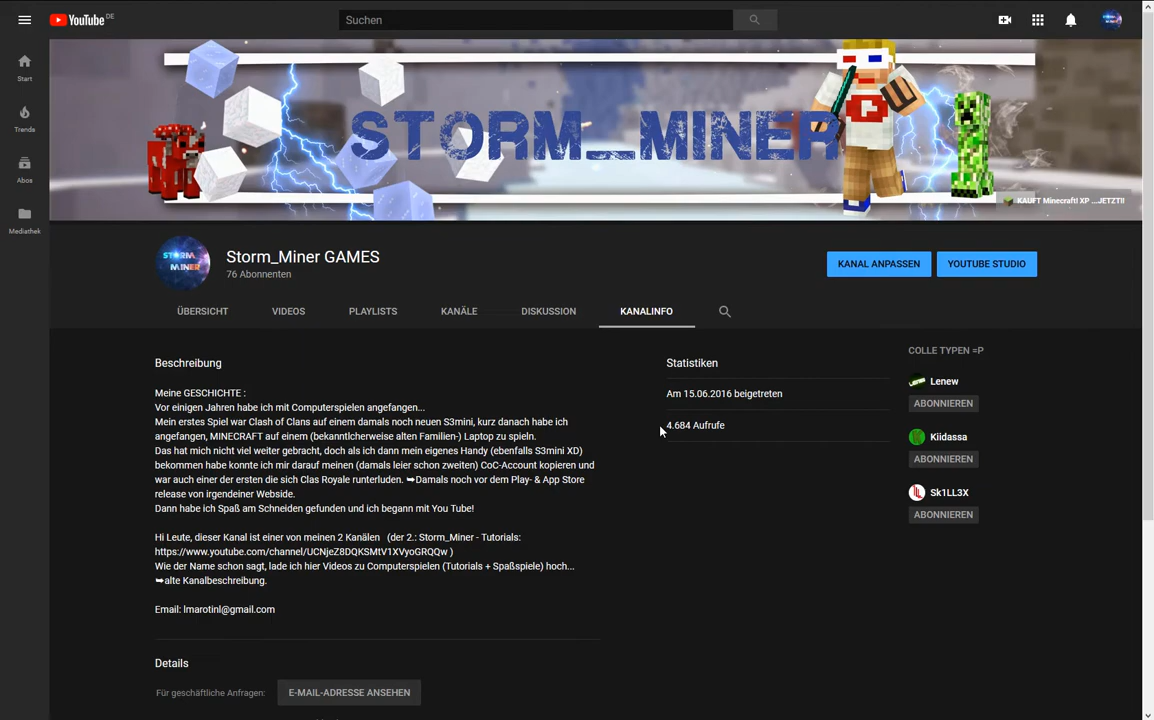 YouTube DE
Suchen
Start
Trends
Abos
Mediathek
STORM_MINER
KAUFT Minecraft! XP ...JETZT!!
Storm_Miner GAMES
76 Abonnenten
KANAL ANPASSEN
YOUTUBE STUDIO
ÜBERSICHT
VIDEOS
PLAYLISTS
KANÄLE
DISKUSSION
KANALINFO
Beschreibung
Meine GESCHICHTE :
Vor einigen Jahren habe ich mit Computerspielen angefangen...
Mein erstes Spiel war Clash of Clans auf einem damals noch neuen S3mini, kurz danach habe ich
angefangen, MINECRAFT auf einem (bekanntlcherweise alten Familien-) Laptop zu spieln.
Das hat mich nicht viel weiter gebracht, doch als ich dann mein eigenes Handy (ebenfalls S3mini XD)
bekommen habe konnte ich mir darauf meinen (damals leier schon zweiten) CoC-Account kopieren und
war auch einer der ersten die sich Clas Royale runterluden. ➥Damals noch vor dem Play- & App Store
release von irgendeiner Webside.
Dann habe ich Spaß am Schneiden gefunden und ich begann mit You Tube!
Hi Leute, dieser Kanal ist einer von meinen 2 Kanälen (der 2.: Storm_Miner - Tutorials:
https://www.youtube.com/channel/UCNjeZ8DQKSMtV1XVyoGRQQw )
Wie der Name schon sagt, lade ich hier Videos zu Computerspielen (Tutorials + Spaßspiele) hoch...
➥alte Kanalbeschreibung.
Email: lmarotinl@gmail.com
Details
Für geschäftliche Anfragen:
E-MAIL-ADRESSE ANSEHEN
Statistiken
Am 15.06.2016 beigetreten
4.684 Aufrufe
COLLE TYPEN =P
Lenew
ABONNIEREN
Kiidassa
ABONNIEREN
Sk1LL3X
ABONNIEREN